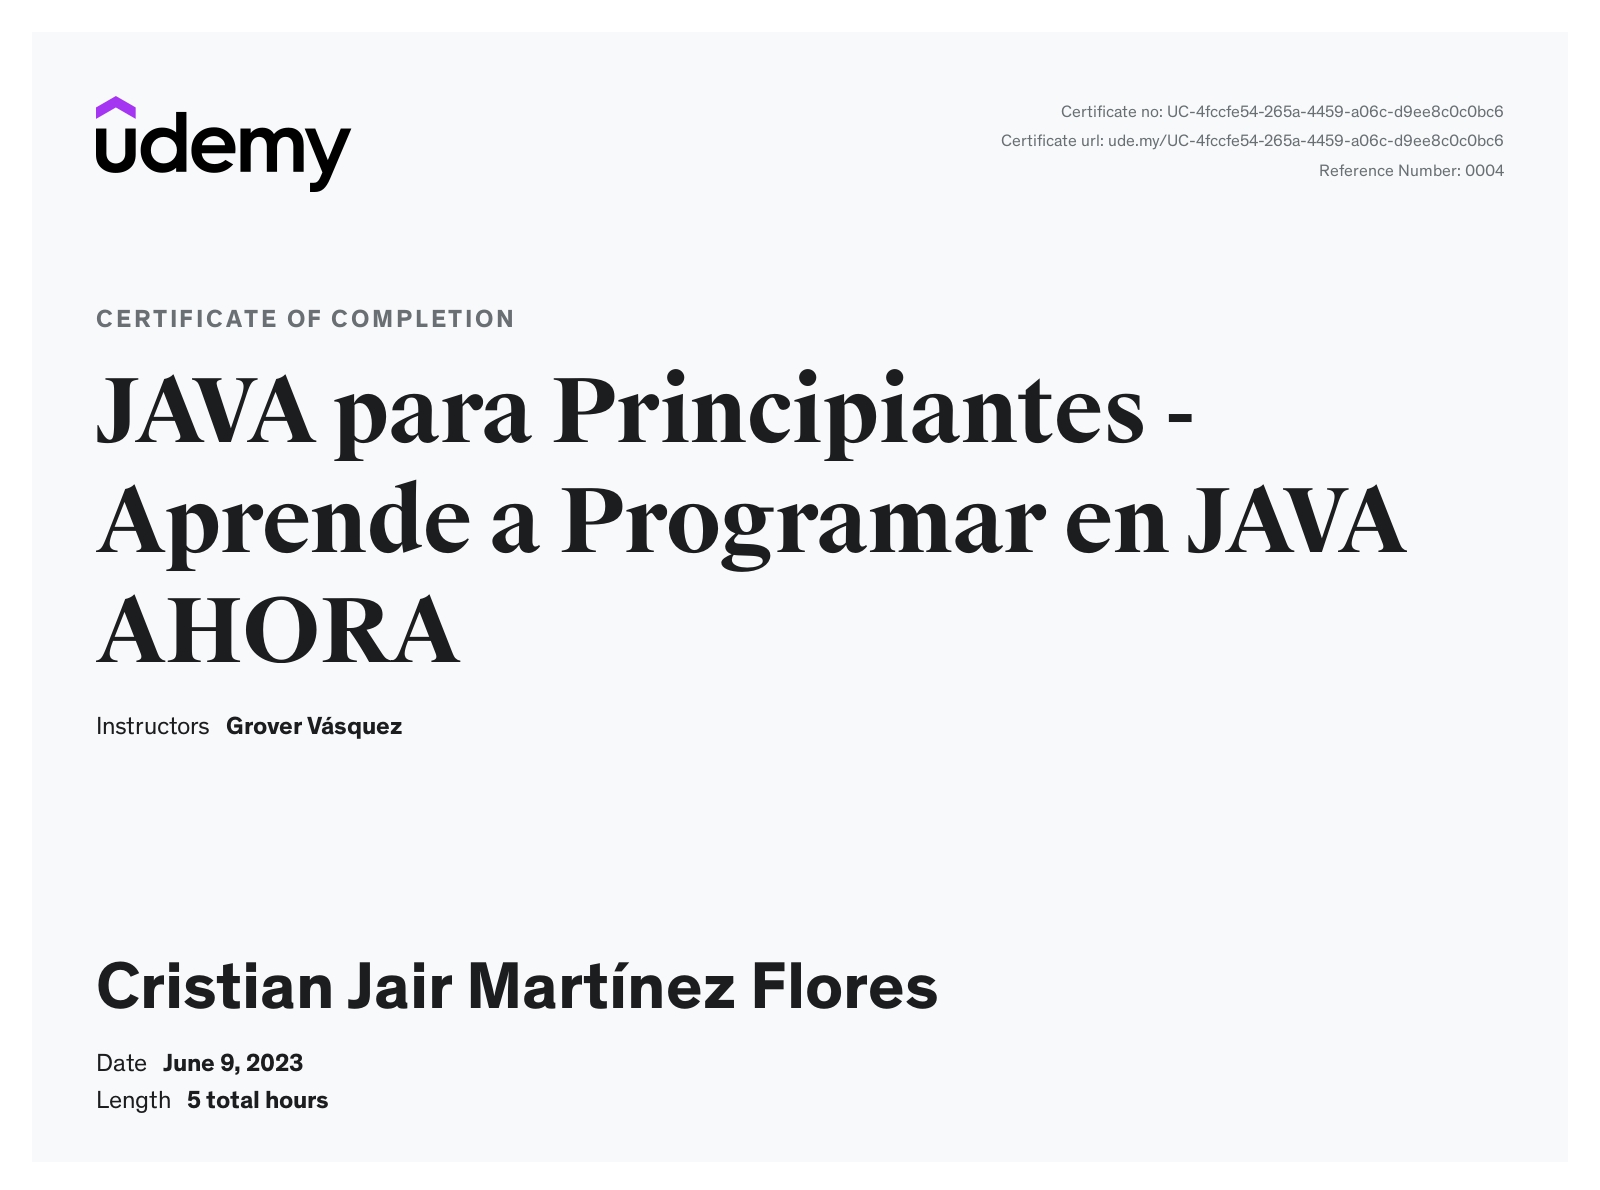 udemy
Certificate no: UC-4fccfe54-265a-4459-a06c-d9ee8c0c0bc6
Certificate url: ude.my/UC-4fccfe54-265a-4459-a06c-d9ee8c0c0bc6
Reference Number: 0004
CERTIFICATE OF COMPLETION
JAVA para Principiantes -
Aprende a Programar en JAVA
AHORA
Instructors Grover Vásquez
Cristian Jair Martínez Flores
Date June 9, 2023
Length 5 total hours